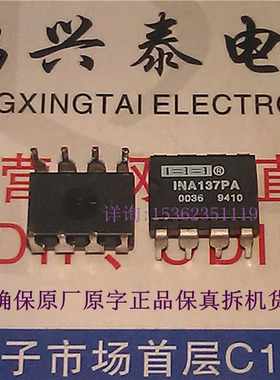 兴泰电
GXINGTAI ELECT
INA137PA
0036 9410
详询:15362351119
确保原厂原字正品保真拆机货
子市场首层C1